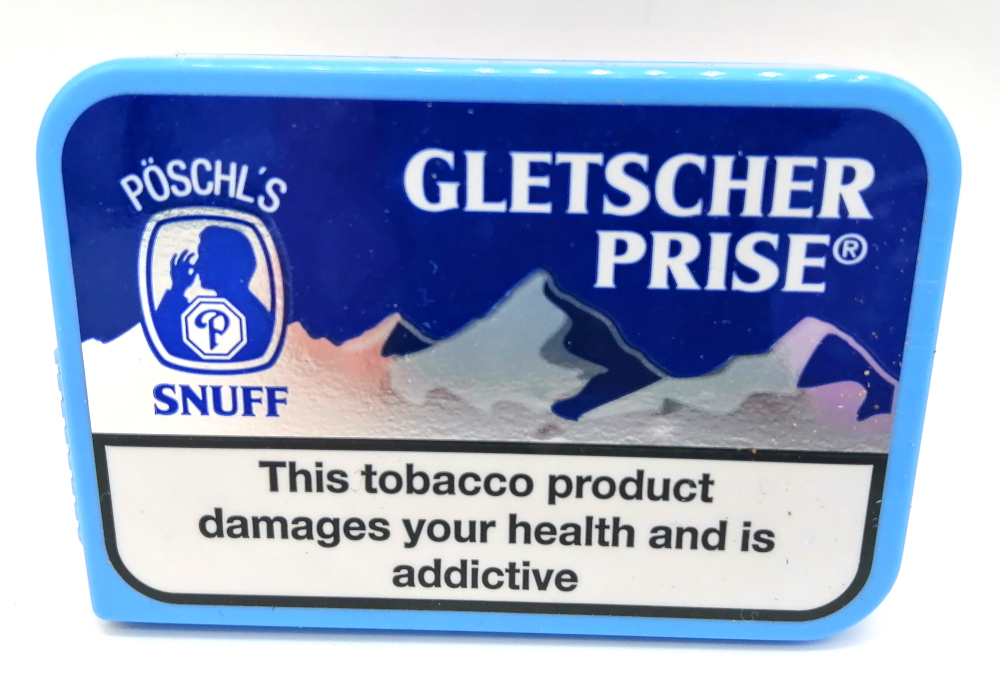 PÖSCHL'S
P
SNUFF
GLETSCHER
PRISE®
This tobacco product
damages your health and is
addictive